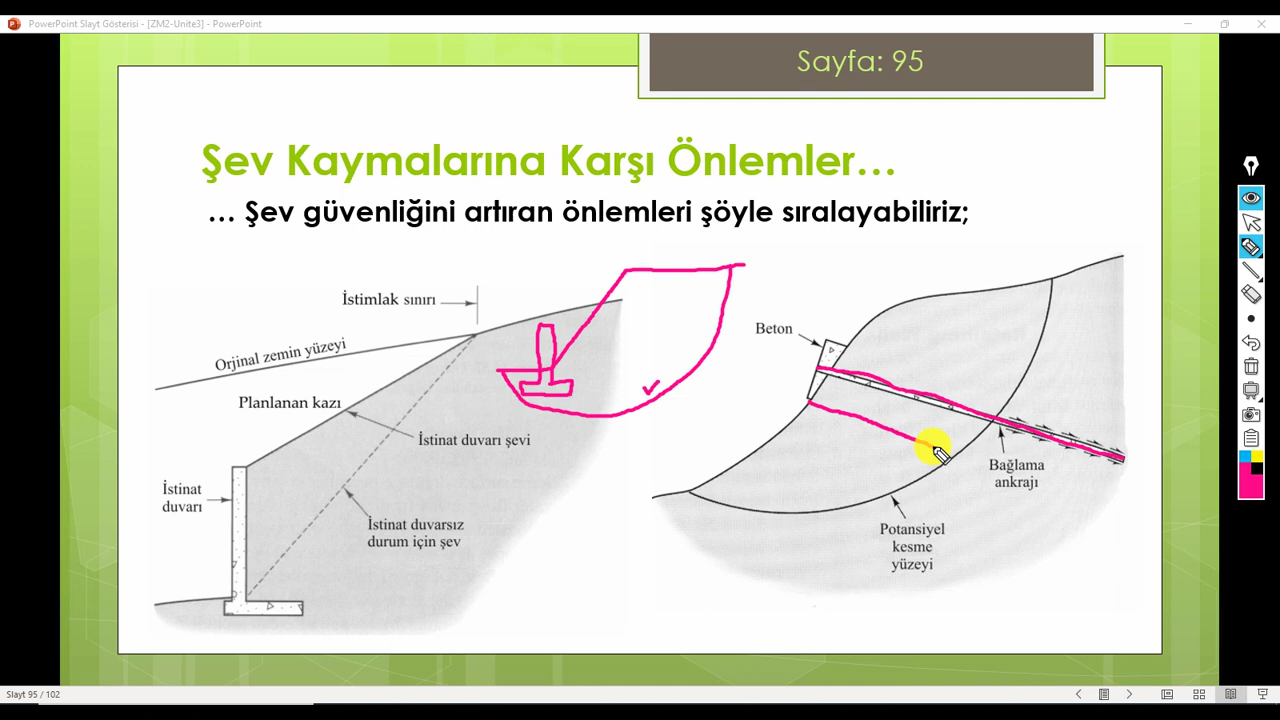 PowerPoint Slayt Gösterisi - [ZM2-Unite3] - PowerPoint
Sayfa: 95
Şev Kaymalarına Karşı Önlemler…
… Şev güvenliğini artıran önlemleri şöyle sıralayabiliriz;
İstimlak sınırı
Orjinal zemin yüzeyi
Planlanan kazı
İstinat duvarı şevi
İstinat
duvarı
İstinat duvarsız
durum için şev
Beton
Bağlama
ankrajı
Potansiyel
kesme
yüzeyi
Slayt 95 / 102